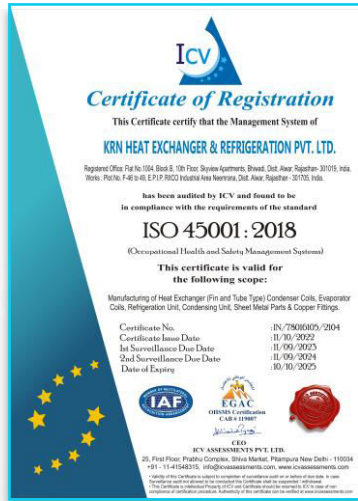 Icv
Certificate of Registration
This Certificate certify that the Management System of
KRN HEAT EXCHANGER & REFRIGERATION PVT. LTD.
Registered Office: Flat No.1004, Block B, 10th Floor, Skyview Apartments, Bhiwadi, Distt, Alwar, Rajasthan- 301019, India.
Works : Plot No. F-46 to 49, E.P.I.P, RIICO Industrial Area Neemrana, Distt. Alwar, Rajasthan - 301705, India.
has been audited by ICV and found to be
in compliance with the requirements of the standard
ISO 45001 : 2018
(Occupational Health and Safety Management Systems)
This certificate is valid for
the following scope:
Manufacturing of Heat Exchanger (Fin and Tube Type) Condenser Coils, Evaporator
Coils, Refrigeration Unit, Condensing Unit, Sheet Metal Parts & Copper Fittings.
Certificate No. : IN/78016105/2104
Certificate Issue Date : 11/10/2022
1st Surveillance Due Date : 11/09/2023
2nd Surveillance Due Date : 11/09/2024
Date of Expiry : 10/10/2025
IAF
EGAC
OHSMS Certification
CAB # 119007
CEO
ICV ASSESSMENTS PVT. LTD.
25, First Floor, Prabhu Complex, Shiva Market, Pitampura New Delhi - 110034
+91 - 11-41548315, info@icvassessments.com, www.icvassessments.com